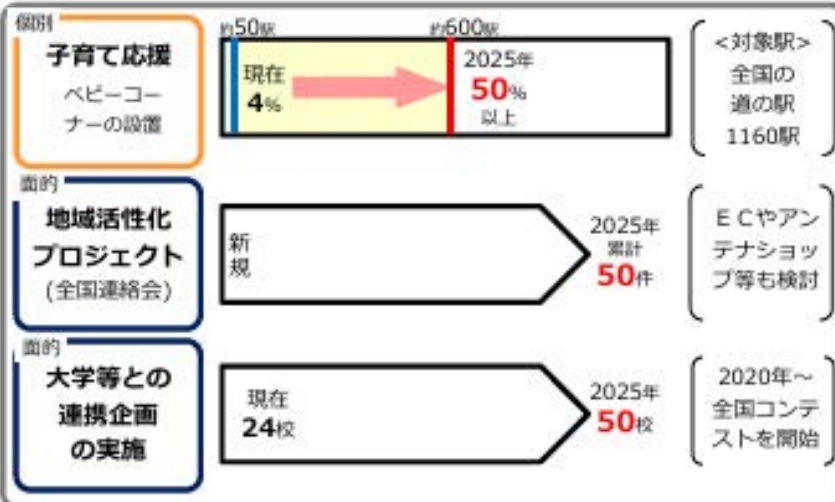 個別
子育て応援
ベビーコー
ナーの設置
約50駅
約600駅
現在
4%
2025年
50%
以上
<対象駅>
全国の
道の駅
1160駅
面的
地域活性化
プロジェクト
(全国連絡会)
新
規
2025年
累計
50件
ECやアン
テナショッ
プ等も検討
面的
大学等との
連携企画
の実施
現在
24校
2025年
50校
2020年～
全国コンテ
ストを開始